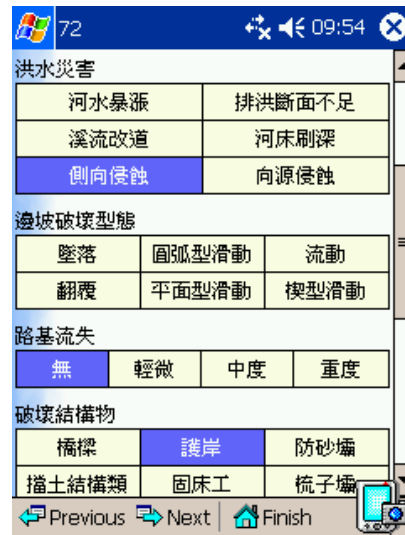 72 09:54
洪水災害
河水暴漲 排洪斷面不足
溪流改道 河床刷深
側向侵蝕 向源侵蝕
邊坡破壞型態
墜落 圓弧型滑動 流動
翻覆 平面型滑動 楔型滑動
路基流失
無 輕微 中度 重度
破壞結構物
橋樑 護岸 防砂壩
擋土結構類 固床工 梳子壩
Previous Next Finish